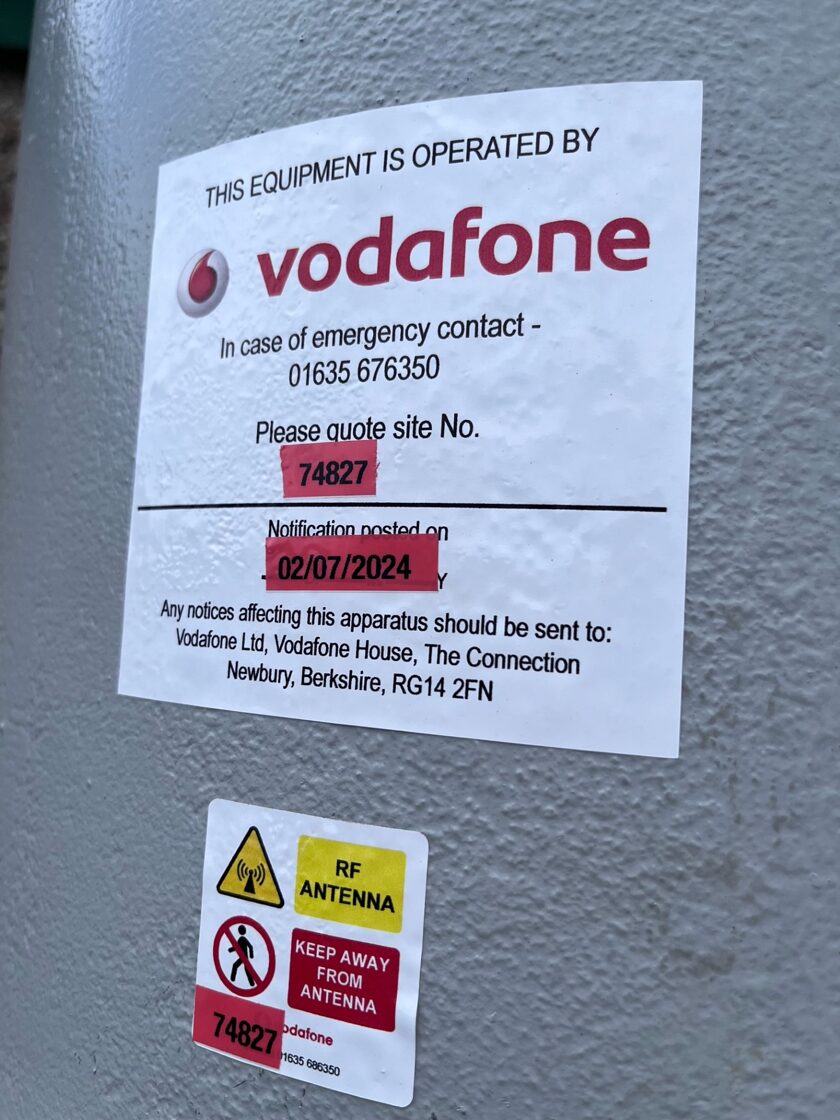 THIS EQUIPMENT IS OPERATED BY
vodafone
In case of emergency contact -
01635 676350
Please quote site No.
74827
Notification posted on
02/07/2024
Any notices affecting this apparatus should be sent to:
Vodafone Ltd, Vodafone House, The Connection
Newbury, Berkshire, RG14 2FN
RF
ANTENNA
KEEP AWAY
FROM
ANTENNA
74827
odafone
01635 686350